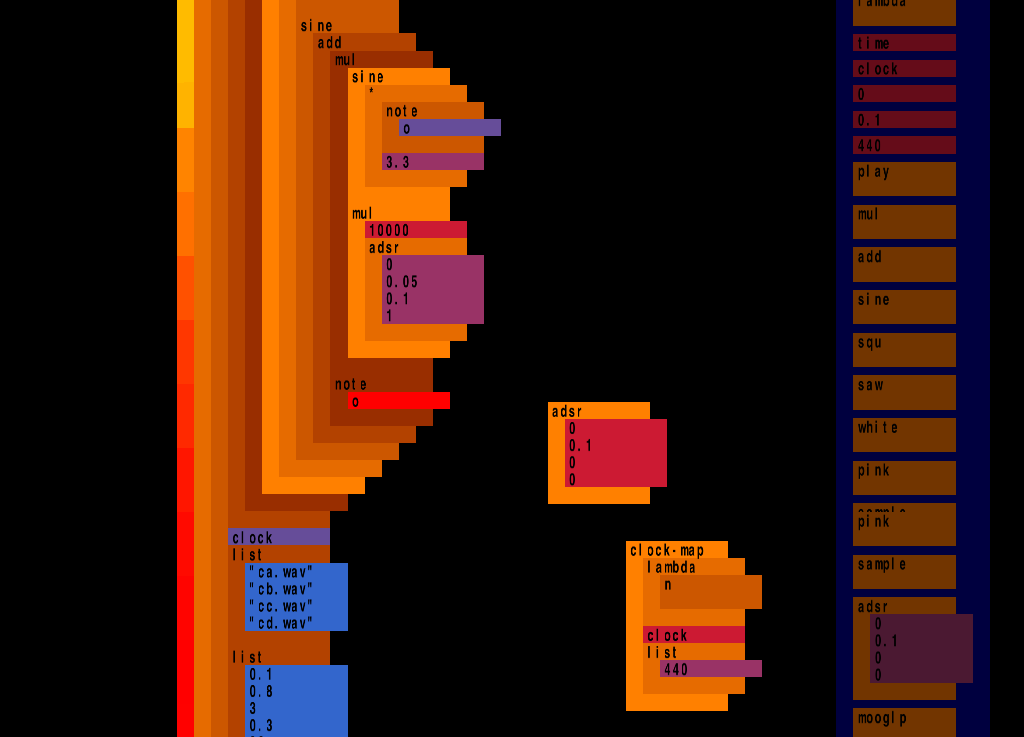 sine
add
mul
sine
*
note
o
3.3
mul
10000
adsr
0
0.05
0.1
1
note
o
clock
list
"ca.wav"
"cb.wav"
"cc.wav"
"cd.wav"
list
0.1
0.8
3
0.3
adsr
0
0.1
0
0
clock-map
lambda
n
clock
list
440
lambda
time
clock
0
0.1
440
play
mul
add
sine
squ
saw
white
pink
sample
pink
sample
adsr
0
0.1
0
0
mooglp